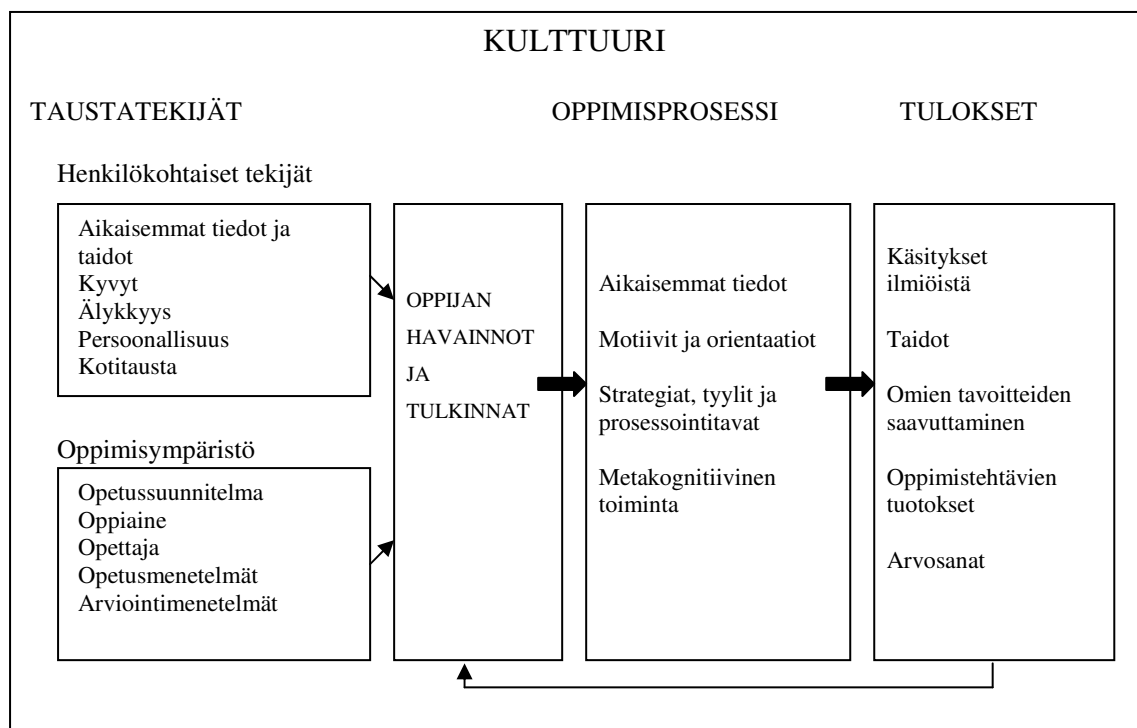 KULTTUURI
TAUSTATEKIJÄT
OPPIMISPROSESSI
TULOKSET
Henkilökohtaiset tekijät
Aikaisemmat tiedot ja
taidot
Kyvyt
Älykkyys
Persoonallisuus
Kotitausta
Oppimisympäristö
Opetussuunnitelma
Oppiaine
Opettaja
Opetusmenetelmät
Arviointimenetelmät
OPPIJAN
HAVAINNOT
JA
TULKINNAT
Aikaisemmat tiedot
Motiivit ja orientaatiot
Strategiat, tyylit ja
prosessointitavat
Metakognitiivinen
toiminta
Käsitykset
ilmiöistä
Taidot
Omien tavoitteiden
saavuttaminen
Oppimistehtävien
tuotokset
Arvosanat